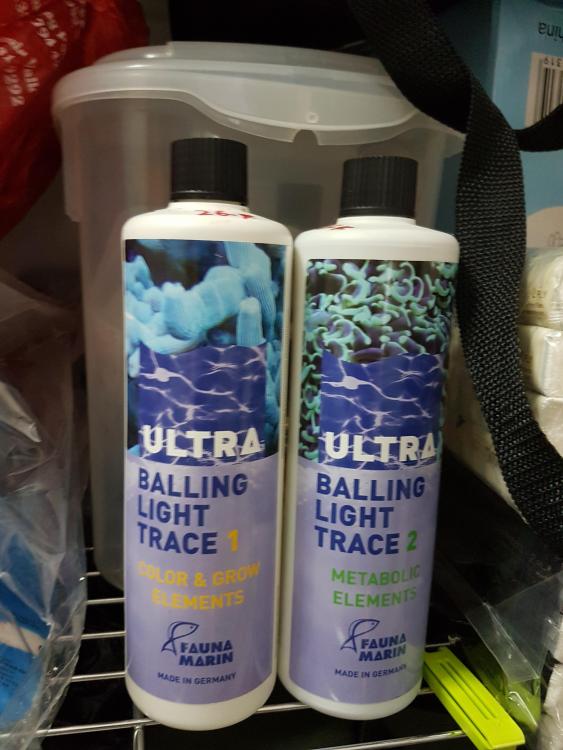 ULTRA
BALLING
LIGHT
TRACE 1
COLOR & GROW
ELEMENTS
FAUNA
MARIN
MADE IN GERMANY
ULTRA
BALLING
LIGHT
TRACE 2
METABOLIC
ELEMENTS
FAUNA
MARIN
MADE IN GERMANY
hina